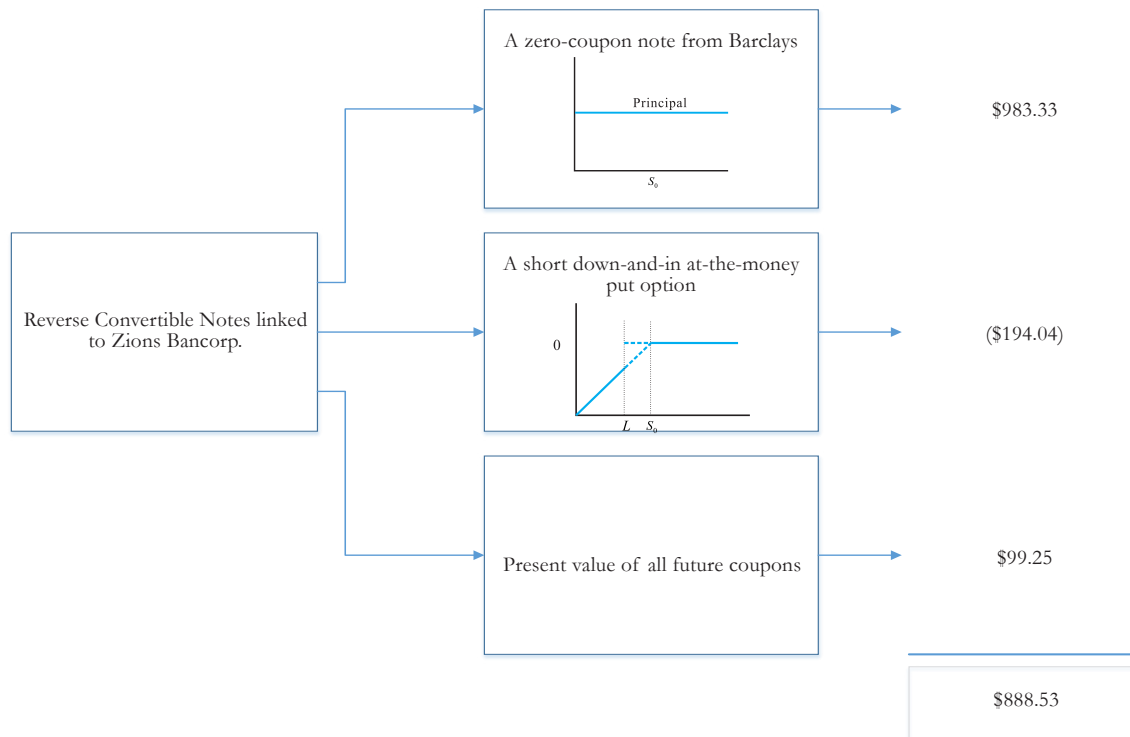 A zero-coupon note from Barclays
Principal
S₀
$983.33
Reverse Convertible Notes linked
to Zions Bancorp.
A short down-and-in at-the-money
put option
0
L S₀
($194.04)
Present value of all future coupons
$99.25
$888.53